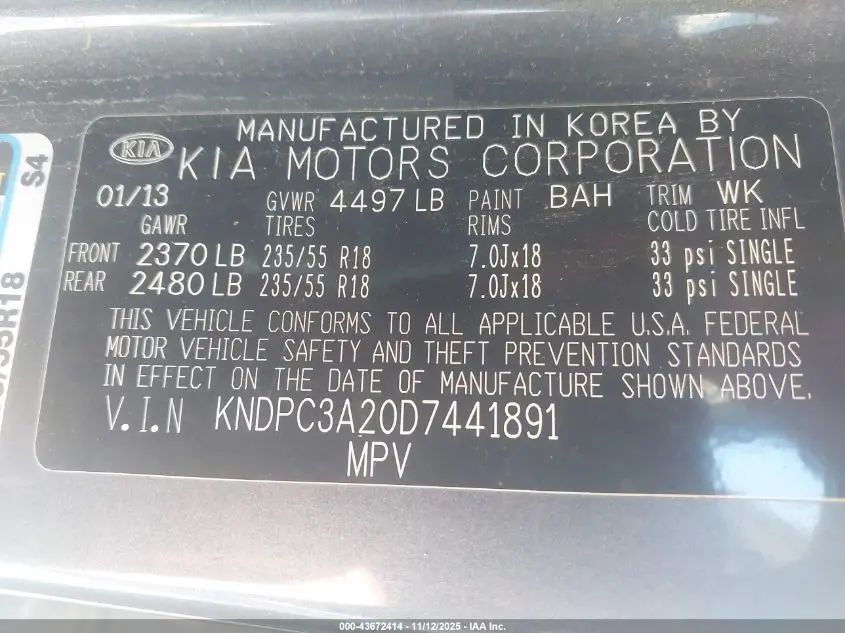 MANUFACTURED IN KOREA BY
KIA KIA MOTORS CORPORATION
01/13 GVWR 4497 LB PAINT BAH TRIM WK
GAWR TIRES RIMS COLD TIRE INFL
FRONT 2370 LB 235/55 R18 7.0Jx18 33 psi SINGLE
REAR 2480 LB 235/55 R18 7.0Jx18 33 psi SINGLE
THIS VEHICLE CONFORMS TO ALL APPLICABLE U.S.A. FEDERAL
MOTOR VEHICLE SAFETY AND THEFT PREVENTION STANDARDS
IN EFFECT ON THE DATE OF MANUFACTURE SHOWN ABOVE.
V.I.N KNDPC3A20D7441891
MPV
S4
000-43672414 - 11/12/2025 - IAA Inc.